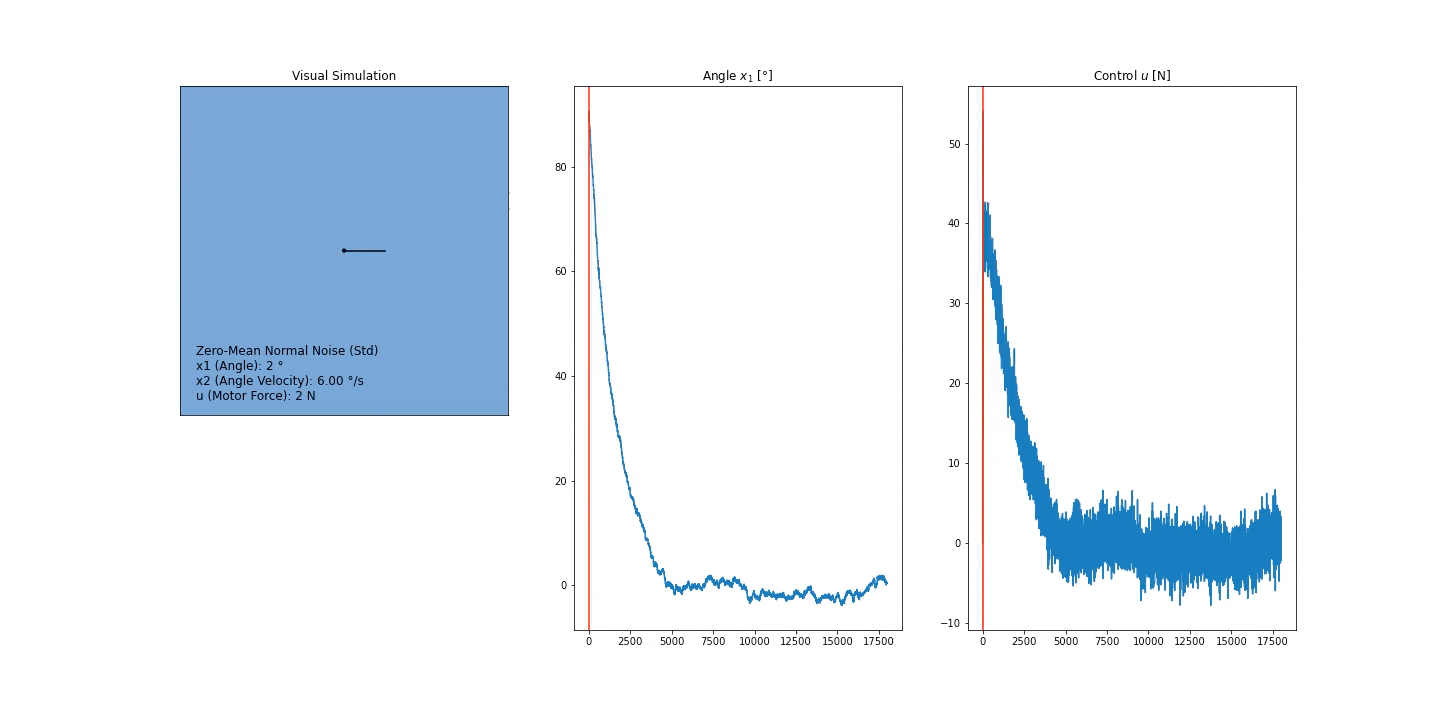 Visual Simulation
Zero-Mean Normal Noise (Std)
x1 (Angle): 2 °
x2 (Angle Velocity): 6.00 °/s
u (Motor Force): 2 N
Angle x₁ [°]
80
60
40
20
0
0 2500 5000 7500 10000 12500 15000 17500
Control u [N]
50
40
30
20
10
0
−10
0 2500 5000 7500 10000 12500 15000 17500